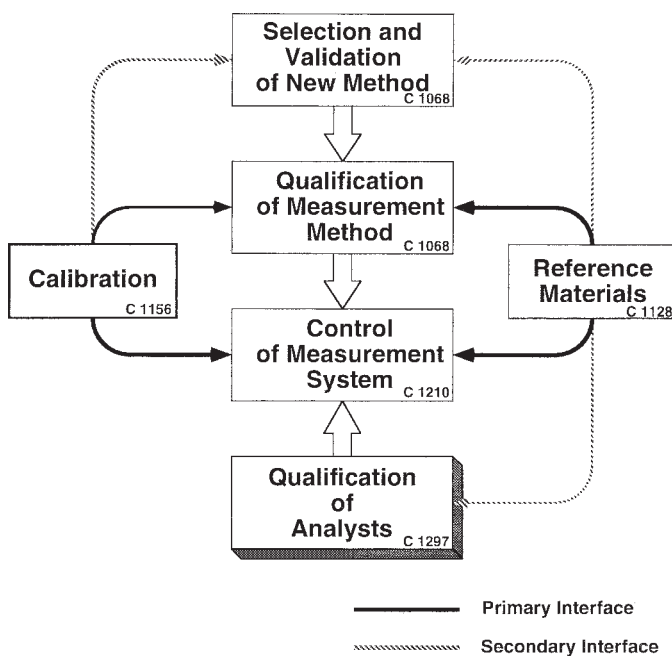 Selection and
Validation
of New Method
C 1068
Qualification
of Measurement
Method
C 1068
Calibration
C 1156
Reference
Materials
C 1128
Control
of Measurement
System
C 1210
Qualification
of
Analysts
C 1297
Primary Interface
Secondary Interface